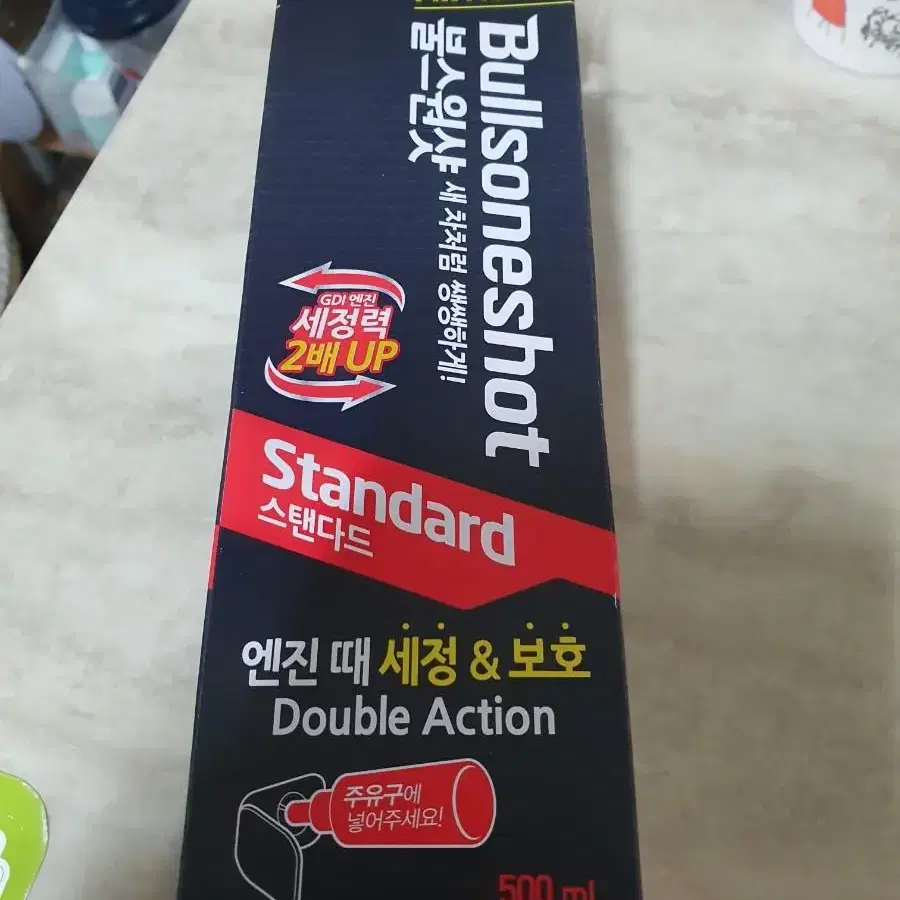 Bullsoneshot
불스원샷 새 차처럼 쌩쌩하게!
GDI 엔진
세정력
2배 UP
Standard
스탠다드
엔진 때 세정 & 보호
Double Action
주유구에
넣어주세요!
500 ml